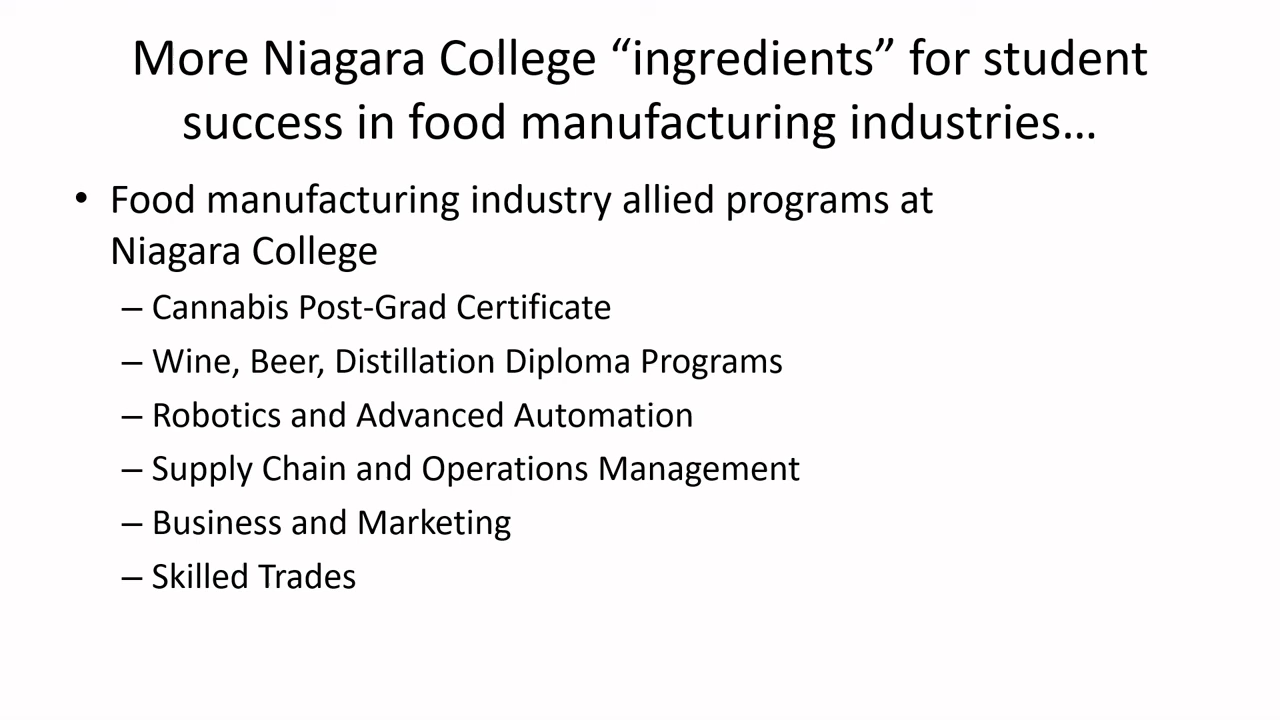 More Niagara College “ingredients” for student
success in food manufacturing industries…
• Food manufacturing industry allied programs at
Niagara College
– Cannabis Post-Grad Certificate
– Wine, Beer, Distillation Diploma Programs
– Robotics and Advanced Automation
– Supply Chain and Operations Management
– Business and Marketing
– Skilled Trades